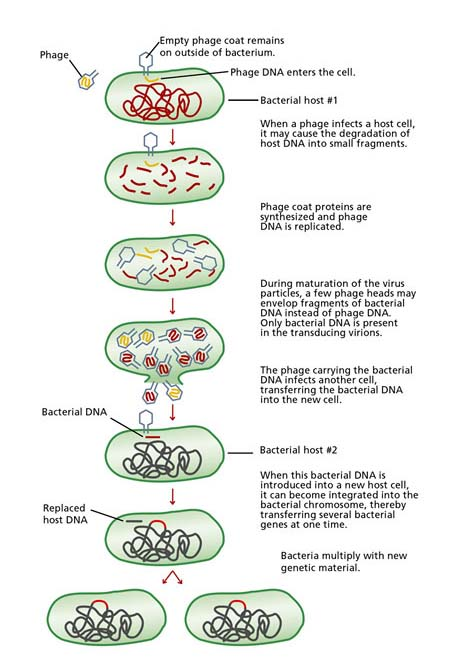 Empty phage coat remains
on outside of bacterium.
Phage
Phage DNA enters the cell.
Bacterial host #1
When a phage infects a host cell,
it may cause the degradation of
host DNA into small fragments.
Phage coat proteins are
synthesized and phage
DNA is replicated.
During maturation of the virus
particles, a few phage heads may
envelop fragments of bacterial
DNA instead of phage DNA.
Only bacterial DNA is present
in the transducing virions.
The phage carrying the bacterial
DNA infects another cell,
transferring the bacterial DNA
into the new cell.
Bacterial DNA
Bacterial host #2
When this bacterial DNA is
introduced into a new host cell,
it can become integrated into the
bacterial chromosome, thereby
transferring several bacterial
genes at one time.
Replaced
host DNA
Bacteria multiply with new
genetic material.